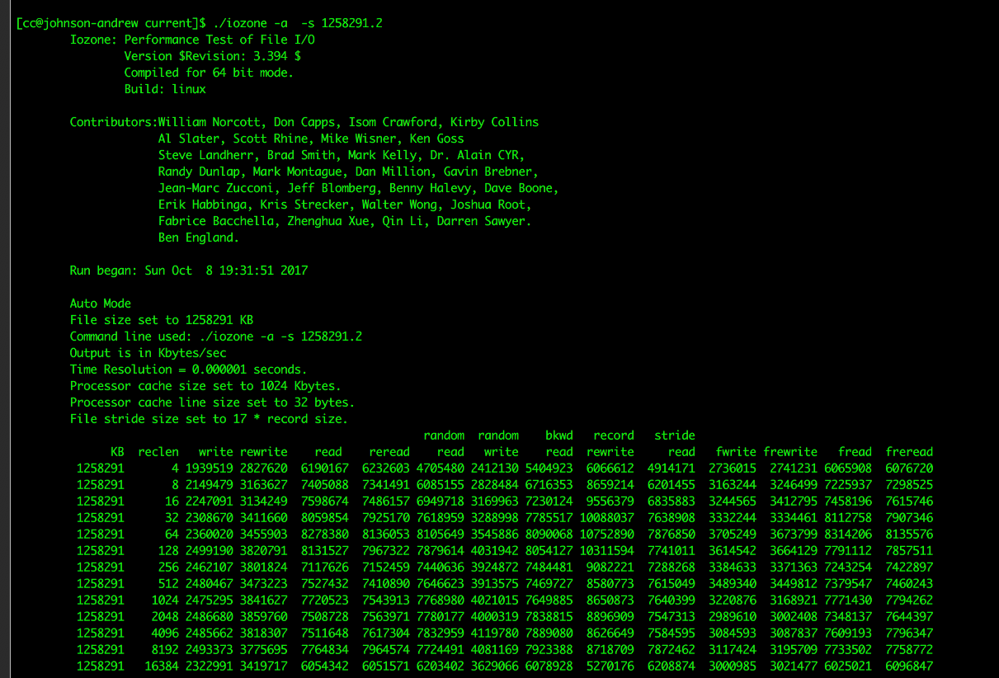 [cc@johnson-andrew current]$ ./iozone -a  -s 1258291.2
Iozone: Performance Test of File I/O
Version $Revision: 3.394 $
Compiled for 64 bit mode.
Build: linux
Contributors:William Norcott, Don Capps, Isom Crawford, Kirby Collins
Al Slater, Scott Rhine, Mike Wisner, Ken Goss
Steve Landherr, Brad Smith, Mark Kelly, Dr. Alain CYR,
Randy Dunlap, Mark Montague, Dan Million, Gavin Brebner,
Jean-Marc Zucconi, Jeff Blomberg, Benny Halevy, Dave Boone,
Erik Habbinga, Kris Strecker, Walter Wong, Joshua Root,
Fabrice Bacchella, Zhenghua Xue, Qin Li, Darren Sawyer.
Ben England.
Run began: Sun Oct  8 19:31:51 2017
Auto Mode
File size set to 1258291 KB
Command line used: ./iozone -a -s 1258291.2
Output is in Kbytes/sec
Time Resolution = 0.000001 seconds.
Processor cache size set to 1024 Kbytes.
Processor cache line size set to 32 bytes.
File stride size set to 17 * record size.
random random bkwd record stride
KB reclen write rewrite read reread read write read rewrite read fwrite frewrite fread freread
1258291 4 1939519 2827620 6190167 6232603 4705480 2412130 5404923 6066612 4914171 2736015 2741231 6065908 6076720
1258291 8 2149479 3163627 7405088 7341491 6085155 2828484 6716353 8659214 6201455 3163244 3246499 7225937 7298525
1258291 16 2247091 3134249 7598674 7486157 6949718 3169963 7230124 9556379 6835883 3244565 3412795 7458196 7615746
1258291 32 2308670 3411660 8059854 7925170 7618959 3288998 7785517 10088037 7638908 3332244 3334461 8112758 7907346
1258291 64 2360020 3455903 8278380 8136053 8105649 3545886 8090068 10752890 7876850 3705249 3673799 8314206 8135576
1258291 128 2499190 3820791 8131527 7967322 7879614 4031942 8054127 10311594 7741011 3614542 3664129 7791112 7857511
1258291 256 2462107 3801824 7117626 7152459 7440636 3924872 7484481 9082221 7288268 3384633 3371363 7243254 7422897
1258291 512 2480467 3473223 7527432 7410890 7646623 3913575 7469727 8580773 7615049 3489340 3449812 7379547 7460243
1258291 1024 2475295 3841627 7720523 7543913 7768980 4021015 7649885 8650873 7640399 3220876 3168921 7771430 7794262
1258291 2048 2486680 3859760 7508728 7563971 7780177 4000319 7838815 8896909 7547313 2989610 3002408 7348137 7644397
1258291 4096 2485662 3818307 7511648 7617304 7832959 4119780 7889080 8626649 7584595 3084593 3087837 7609193 7796347
1258291 8192 2493373 3775695 7764834 7964574 7724491 4081169 7923388 8718709 7872462 3117424 3195709 7733502 7758772
1258291 16384 2322991 3419717 6054342 6051571 6203402 3629066 6078928 5270176 6208874 3000985 3021477 6025021 6096847